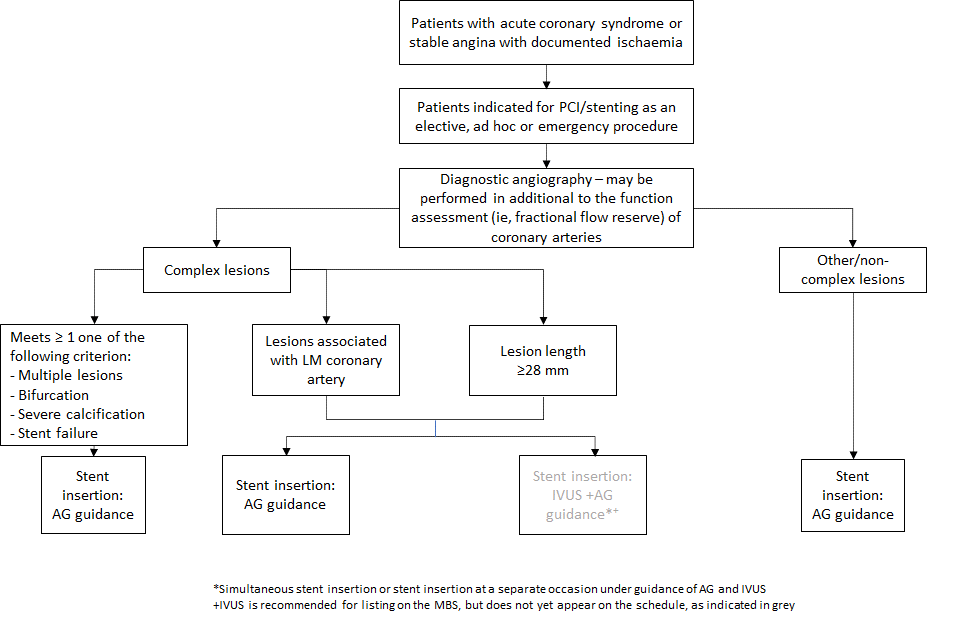 Patients with acute coronary syndrome or
stable angina with documented ischaemia
Patients indicated for PCI/stenting as an
elective, ad hoc or emergency procedure
Diagnostic angiography – may be
performed in additional to the function
assessment (ie, fractional flow reserve) of
coronary arteries
Complex lesions
Other/non-
complex lesions
Meets ≥ 1 one of the
following criterion:
- Multiple lesions
- Bifurcation
- Severe calcification
- Stent failure
Lesions associated
with LM coronary
artery
Lesion length
≥28 mm
Stent
insertion:
AG guidance
Stent insertion:
AG guidance
Stent insertion:
IVUS +AG
guidance*+
Stent
insertion:
AG guidance
*Simultaneous stent insertion or stent insertion at a separate occasion under guidance of AG and IVUS
+IVUS is recommended for listing on the MBS, but does not yet appear on the schedule, as indicated in grey